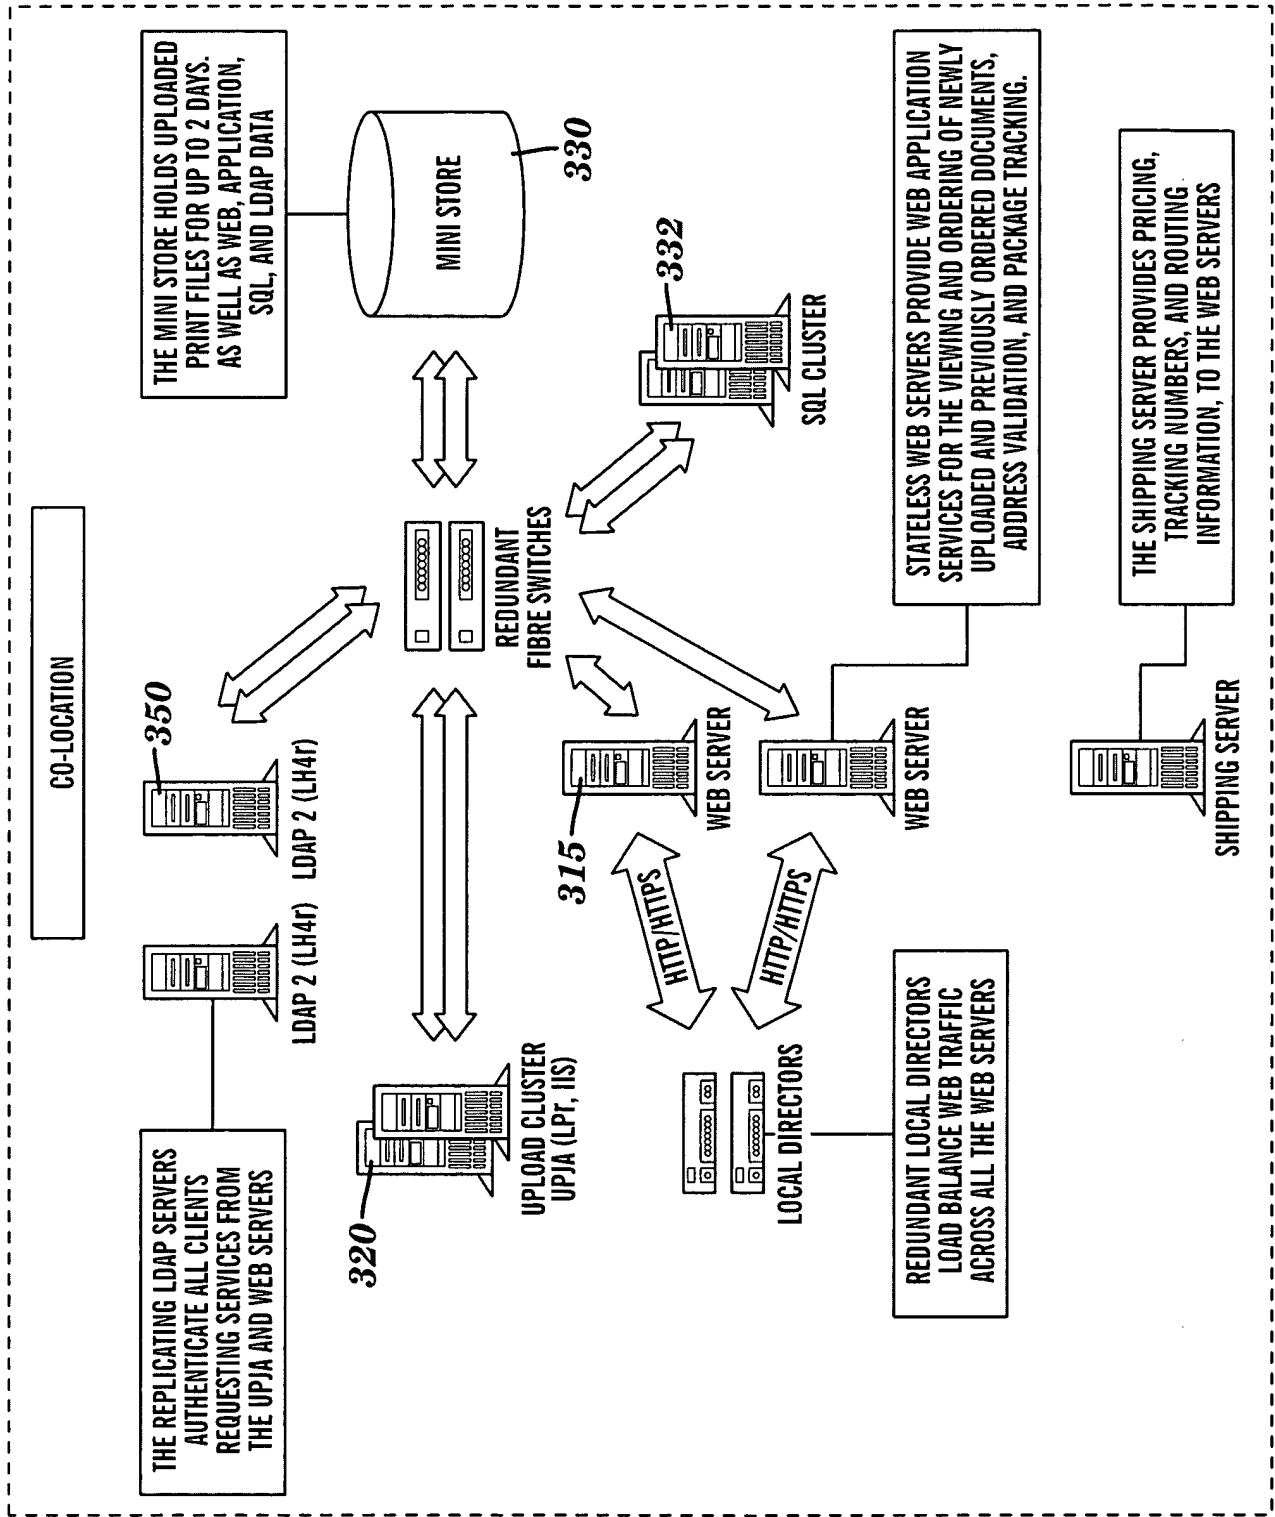 CO-LOCATION
THE REPLICATING LDAP SERVERS
AUTHENTICATE ALL CLIENTS
REQUESTING SERVICES FROM
THE UPJA AND WEB SERVERS
LDAP 2 (LH4r)
LDAP 2 (LH4r)
350
THE MINI STORE HOLDS UPLOADED
PRINT FILES FOR UP TO 2 DAYS.
AS WELL AS WEB, APPLICATION,
SQL, AND LDAP DATA
MINI STORE
330
320
UPLOAD CLUSTER
UPJA (LPr, IIS)
REDUNDANT
FIBRE SWITCHES
332
SQL CLUSTER
315
WEB SERVER
HTTP/HTTPS
HTTP/HTTPS
LOCAL DIRECTORS
WEB SERVER
REDUNDANT LOCAL DIRECTORS
LOAD BALANCE WEB TRAFFIC
ACROSS ALL THE WEB SERVERS
STATELESS WEB SERVERS PROVIDE WEB APPLICATION
SERVICES FOR THE VIEWING AND ORDERING OF NEWLY
UPLOADED AND PREVIOUSLY ORDERED DOCUMENTS,
ADDRESS VALIDATION, AND PACKAGE TRACKING.
SHIPPING SERVER
THE SHIPPING SERVER PROVIDES PRICING,
TRACKING NUMBERS, AND ROUTING
INFORMATION, TO THE WEB SERVERS